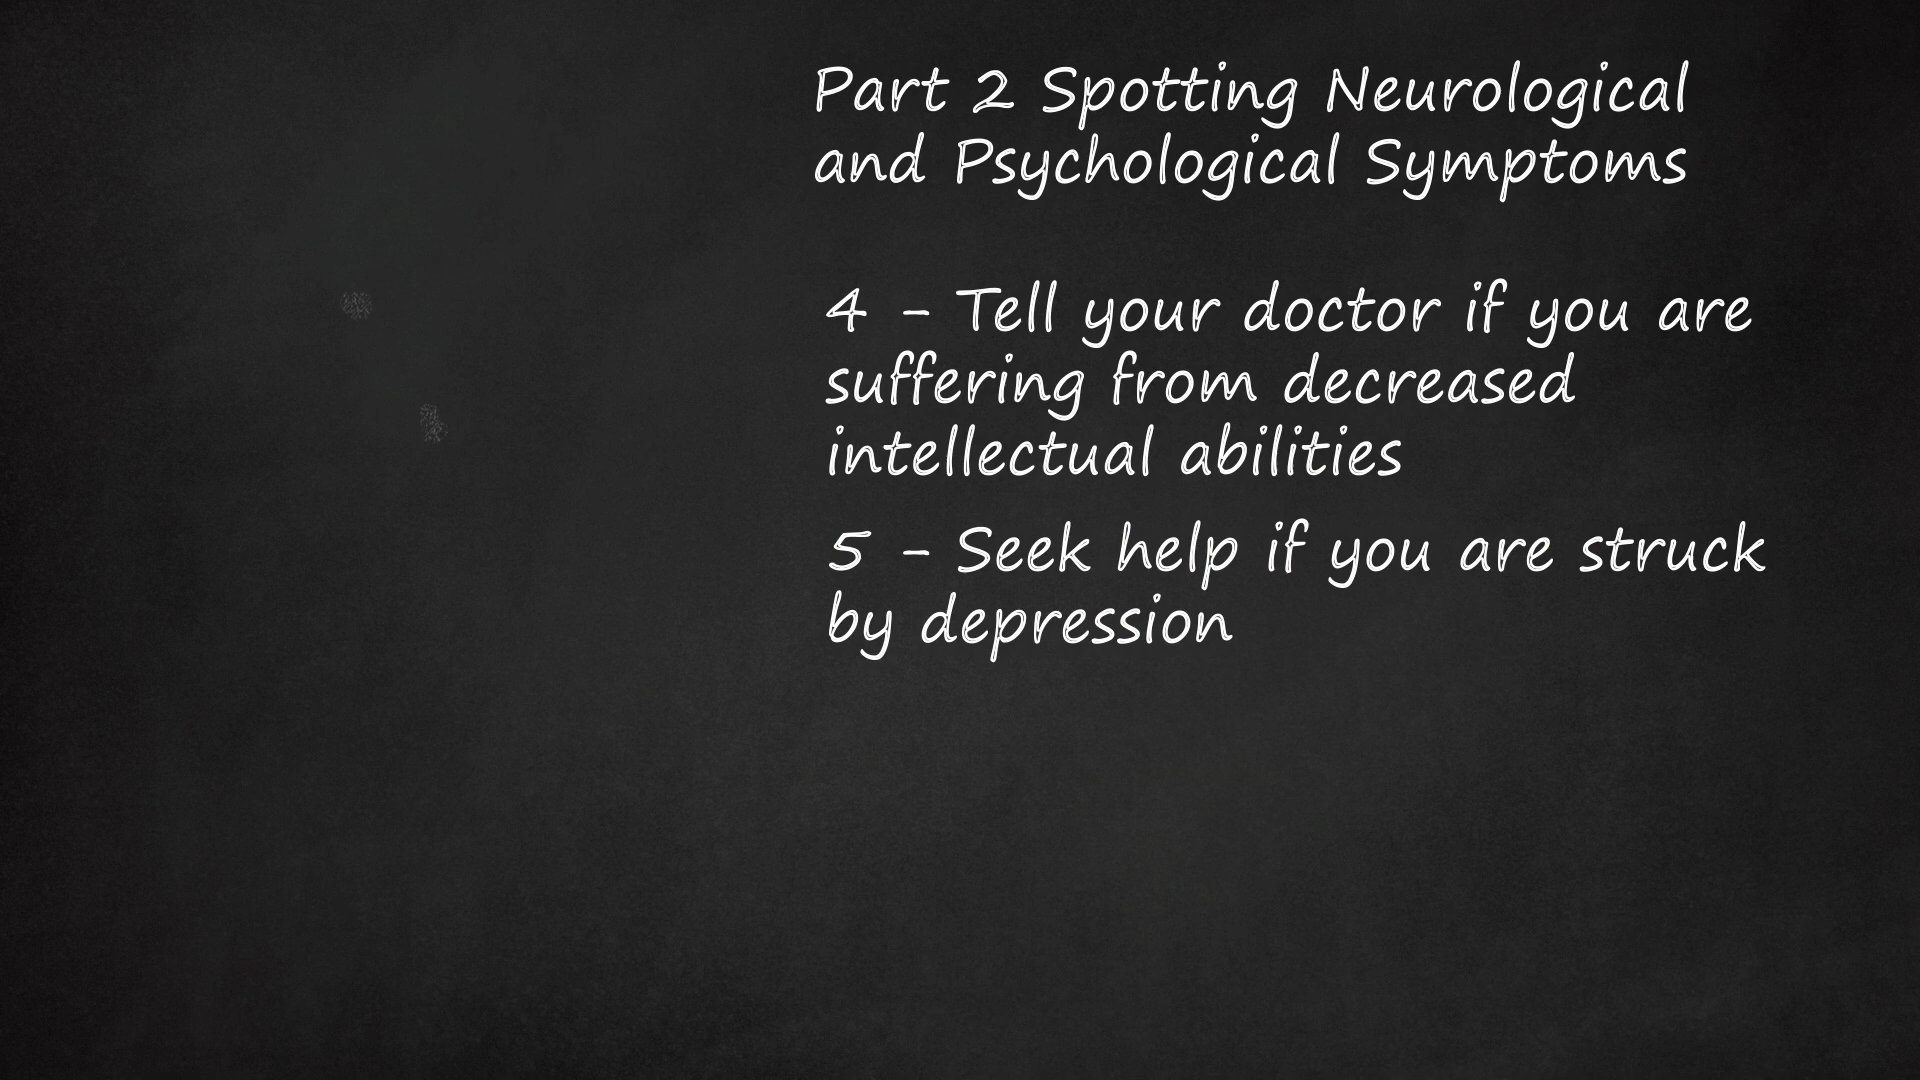 Part 2 Spotting Neurological
and Psychological Symptoms
4 - Tell your doctor if you are
suffering from decreased
intellectual abilities
5 - Seek help if you are struck
by depression